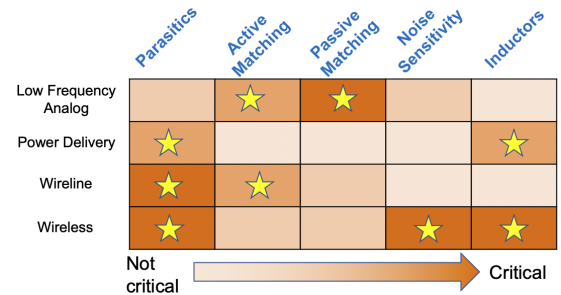 Parasitics
Active
Matching
Passive
Matching
Noise
Sensitivity
Inductors
Low Frequency
Analog
Power Delivery
Wireline
Wireless
Not
critical
Critical